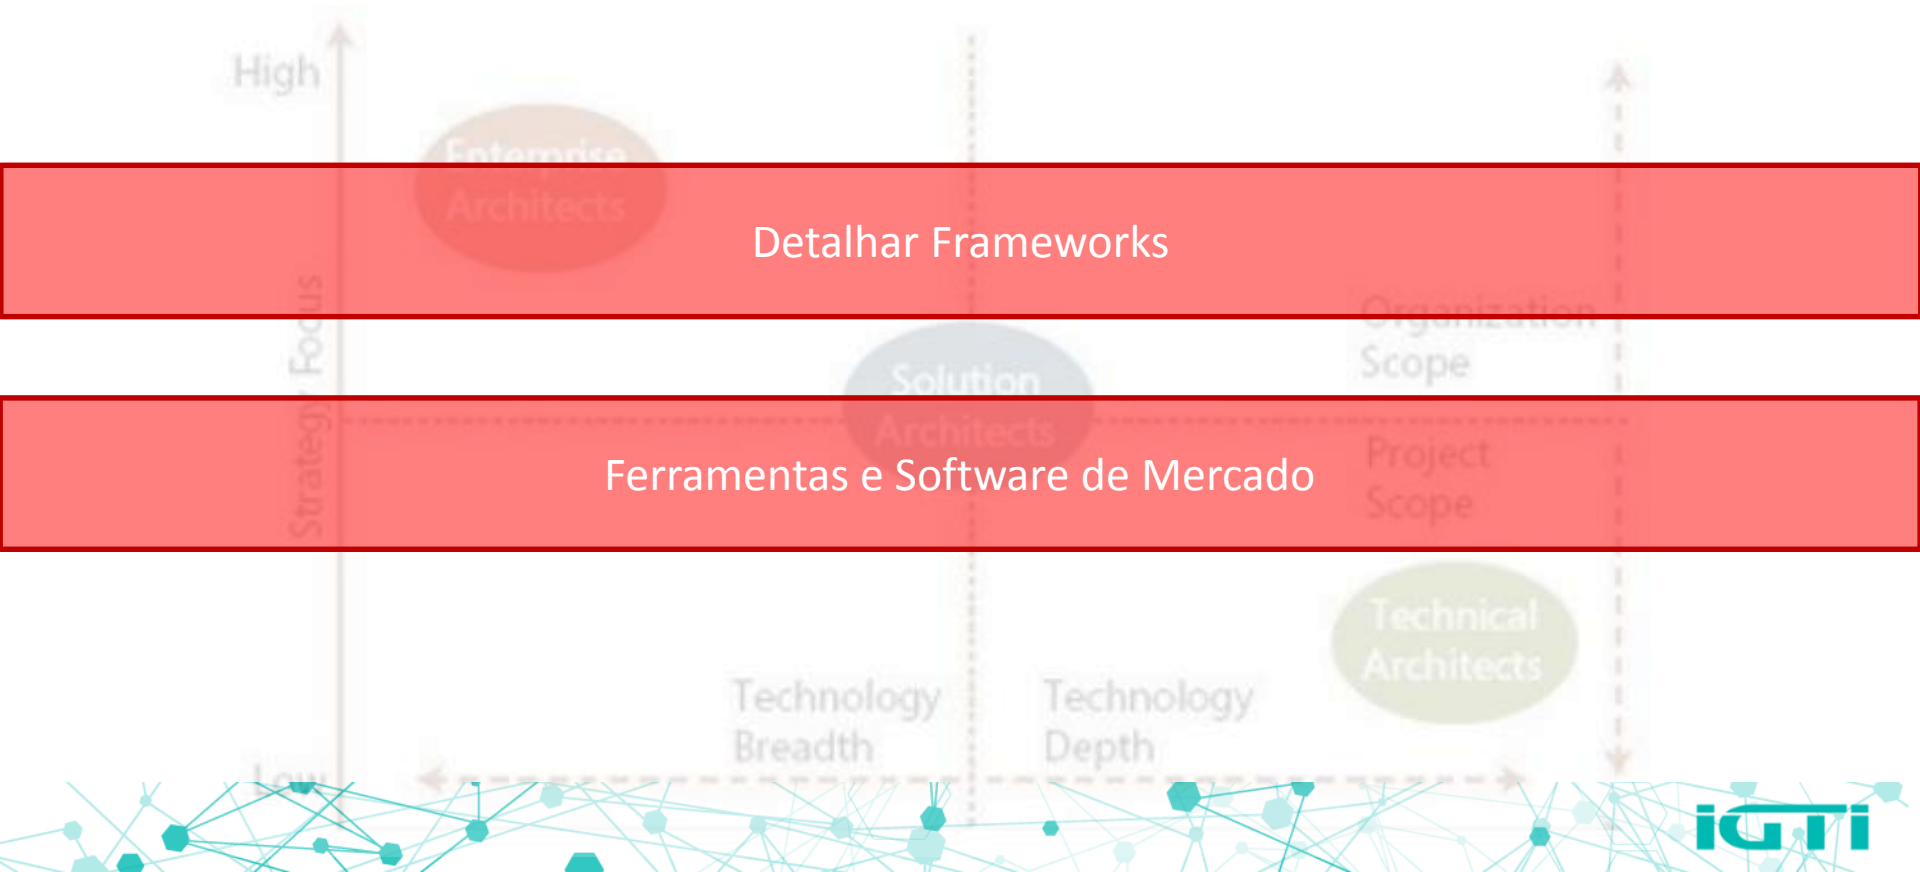 High
Enterprise
Architects
Detalhar Frameworks
Organization
Scope
Strategy Focus
Solution
Architects
Ferramentas e Software de Mercado
Project
Scope
Technical
Architects
Technology
Breadth
Technology
Depth
Low
iGTi